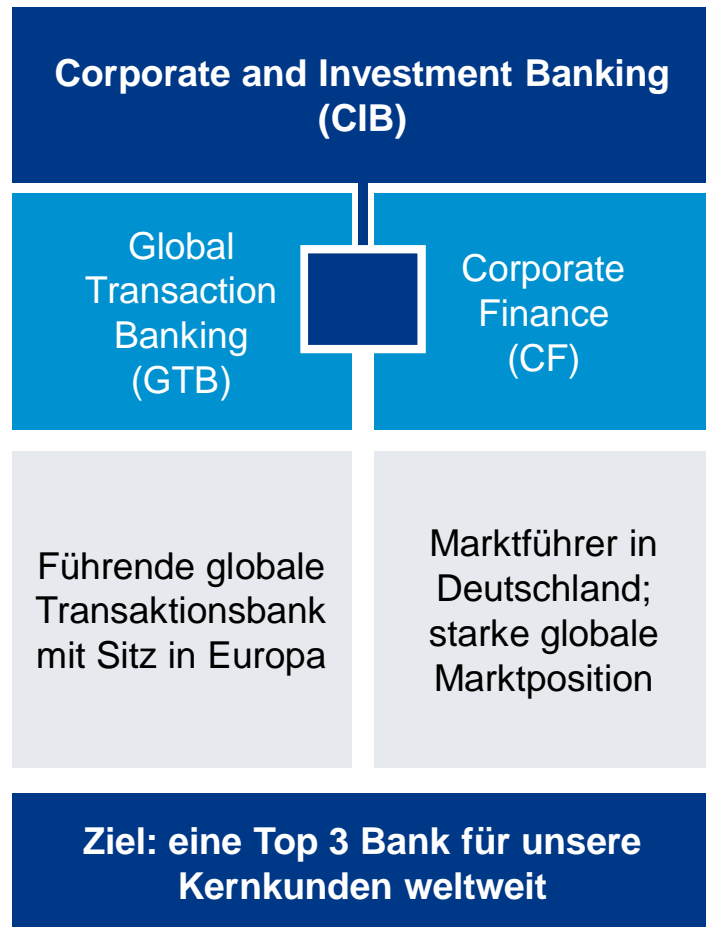 Corporate and Investment Banking
(CIB)
Global
Transaction
Banking
(GTB)
Corporate
Finance
(CF)
Führende globale
Transaktionsbank
mit Sitz in Europa
Marktführer in
Deutschland;
starke globale
Marktposition
Ziel: eine Top 3 Bank für unsere
Kernkunden weltweit